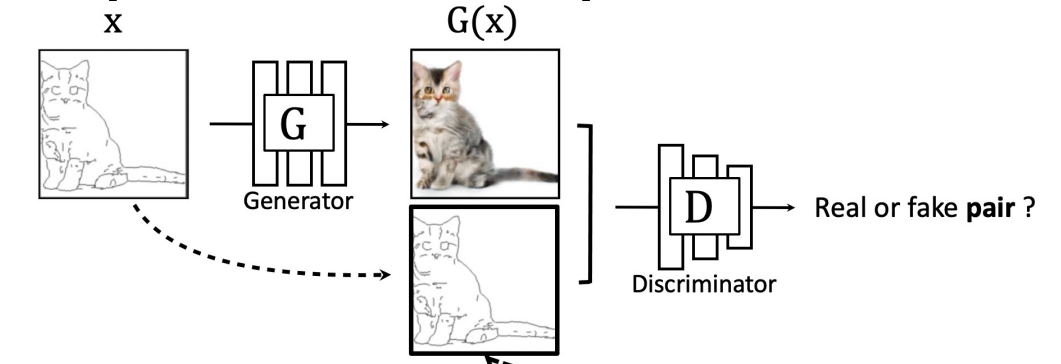 x
G(x)
G
Generator
D
Discriminator
Real or fake pair ?